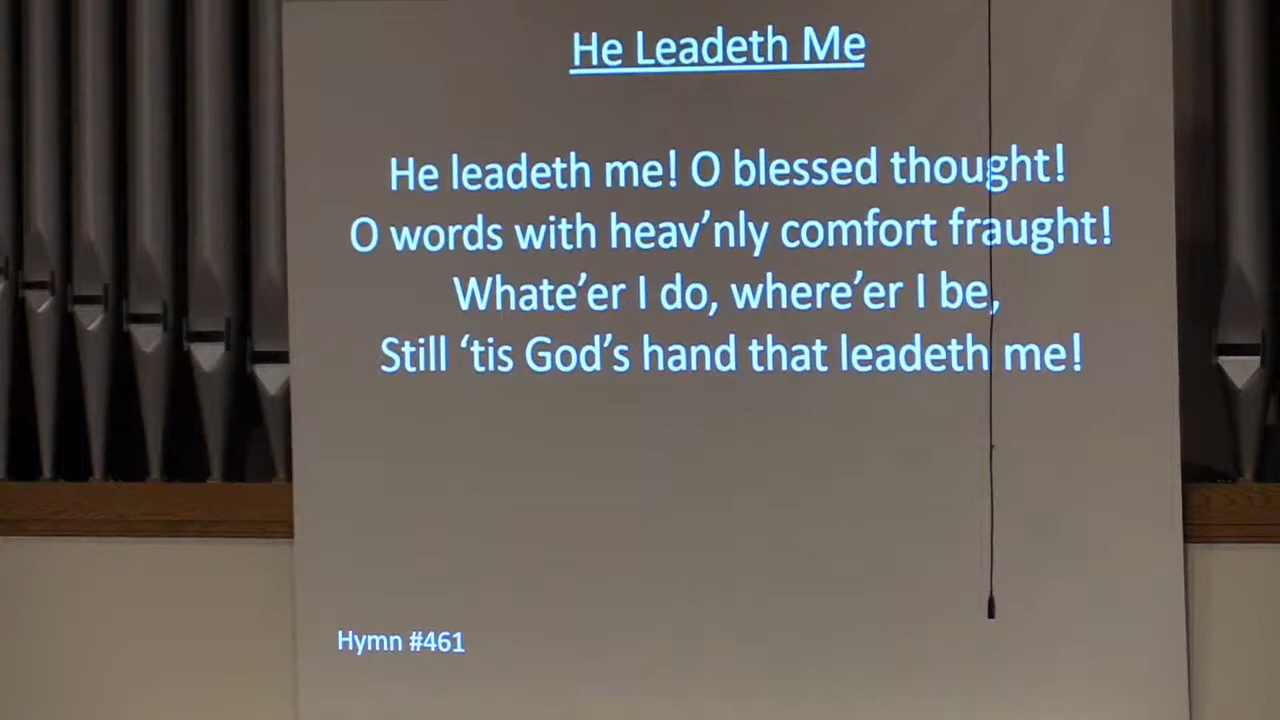 He Leadeth Me
He leadeth me! O blessed thought!
O words with heav’nly comfort fraught!
Whate’er I do, where’er I be,
Still ‘tis God’s hand that leadeth me!
Hymn #461